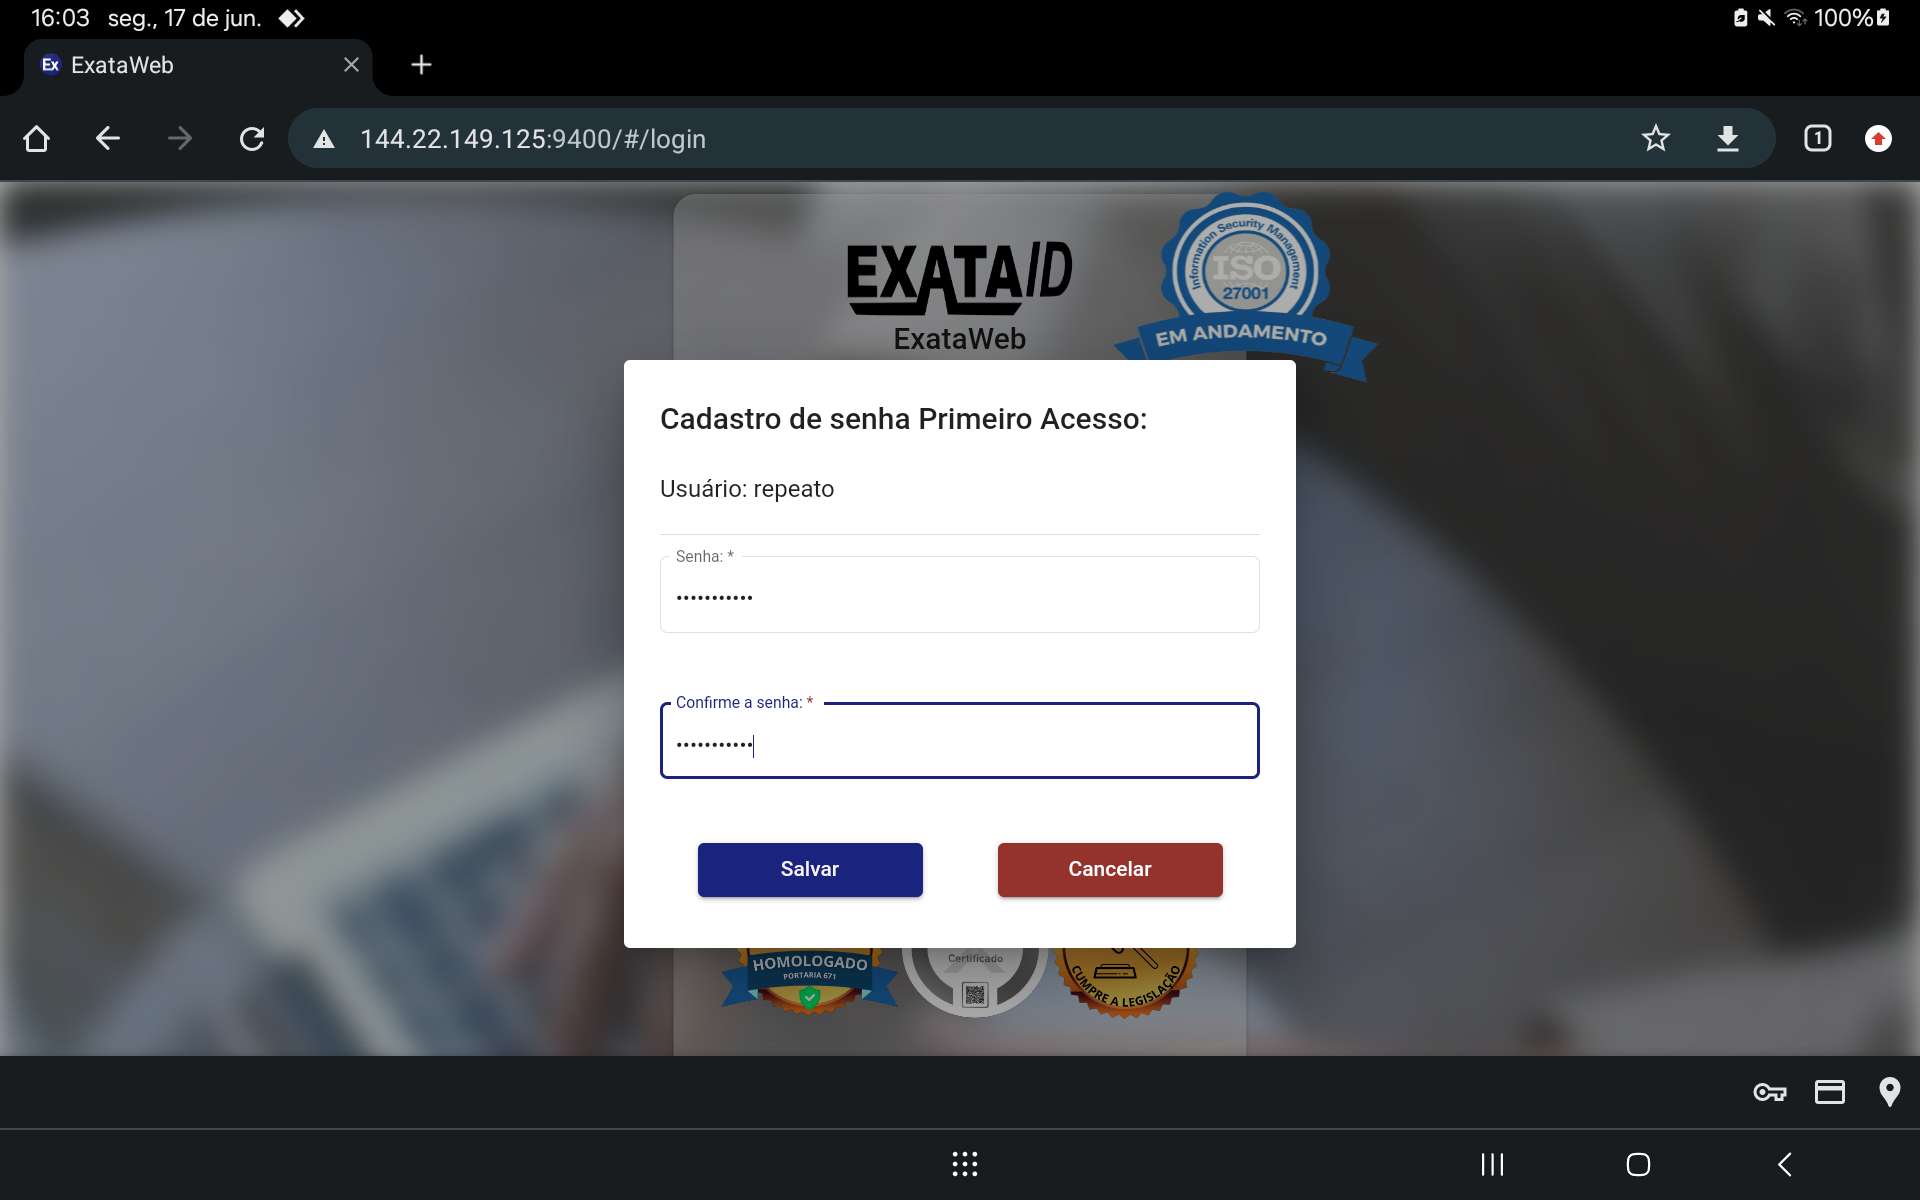 16:03 seg., 17 de jun. 100%
Ex ExataWeb
144.22.149.125:9400/#/login
1
EXATAID
ExataWeb
Information Security Management
ISO
27001
EM ANDAMENTO
Cadastro de senha Primeiro Acesso:
Usuário: repeato
Senha: *
•••••••••••
Confirme a senha: *
•••••••••••
Salvar Cancelar
HOMOLOGADO
PORTARIA 671
Certificado
CUMPRE A LEGISLAÇÃO